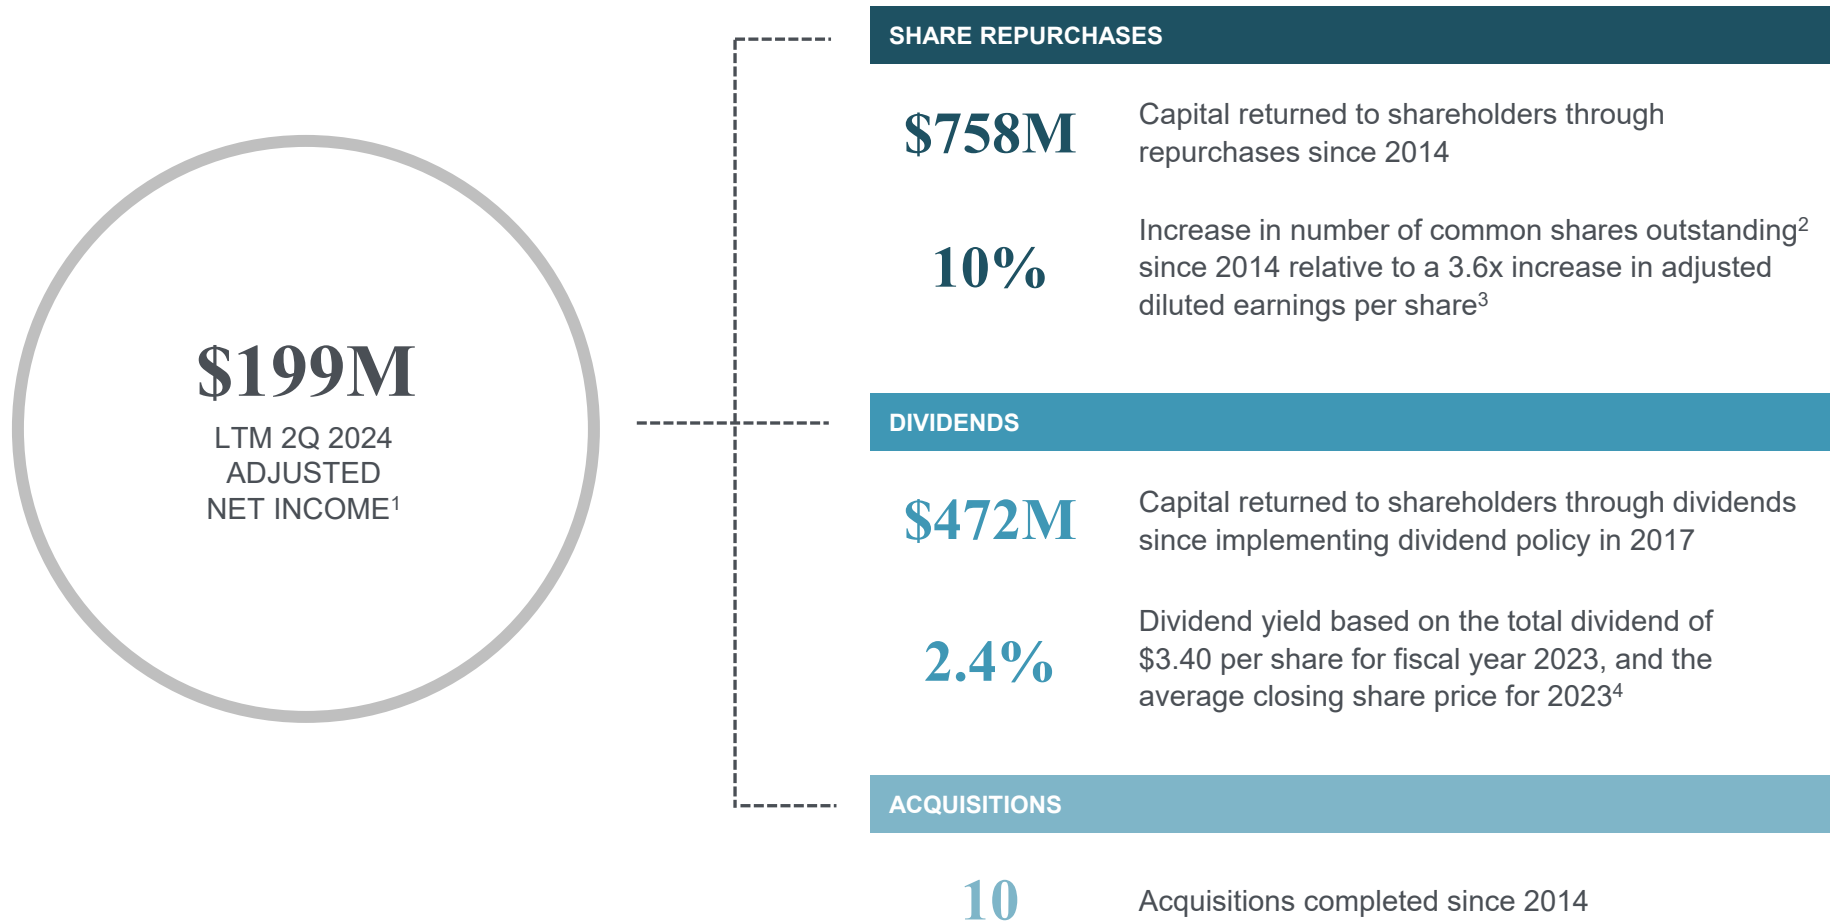 $199M
LTM 2Q 2024
ADJUSTED
NET INCOME¹
SHARE REPURCHASES
$758M
Capital returned to shareholders through
repurchases since 2014
10%
Increase in number of common shares outstanding²
since 2014 relative to a 3.6x increase in adjusted
diluted earnings per share³
DIVIDENDS
$472M
Capital returned to shareholders through dividends
since implementing dividend policy in 2017
2.4%
Dividend yield based on the total dividend of
$3.40 per share for fiscal year 2023, and the
average closing share price for 2023⁴
ACQUISITIONS
10
Acquisitions completed since 2014